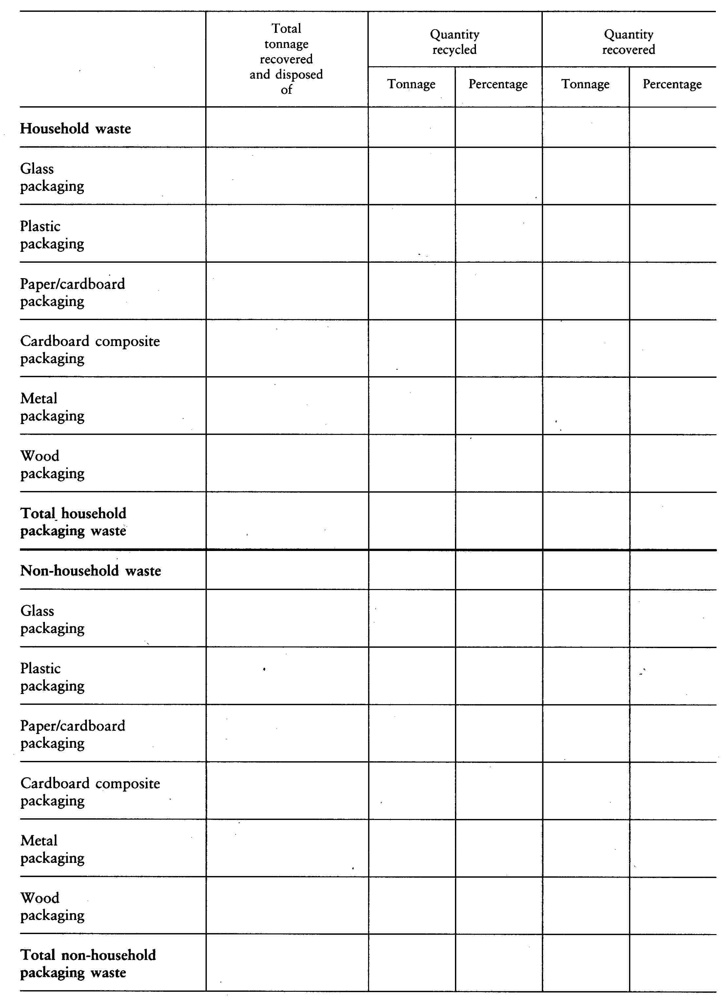 Total
tonnage
recovered
and disposed
of
Quantity
recycled
Quantity
recovered
Tonnage
Percentage
Tonnage
Percentage
Household waste
Glass
packaging
Plastic
packaging
Paper/cardboard
packaging
Cardboard composite
packaging
Metal
packaging
Wood
packaging
Total household
packaging waste
Non-household waste
Glass
packaging
Plastic
packaging
Paper/cardboard
packaging
Cardboard composite
packaging
Metal
packaging
Wood
packaging
Total non-household
packaging waste